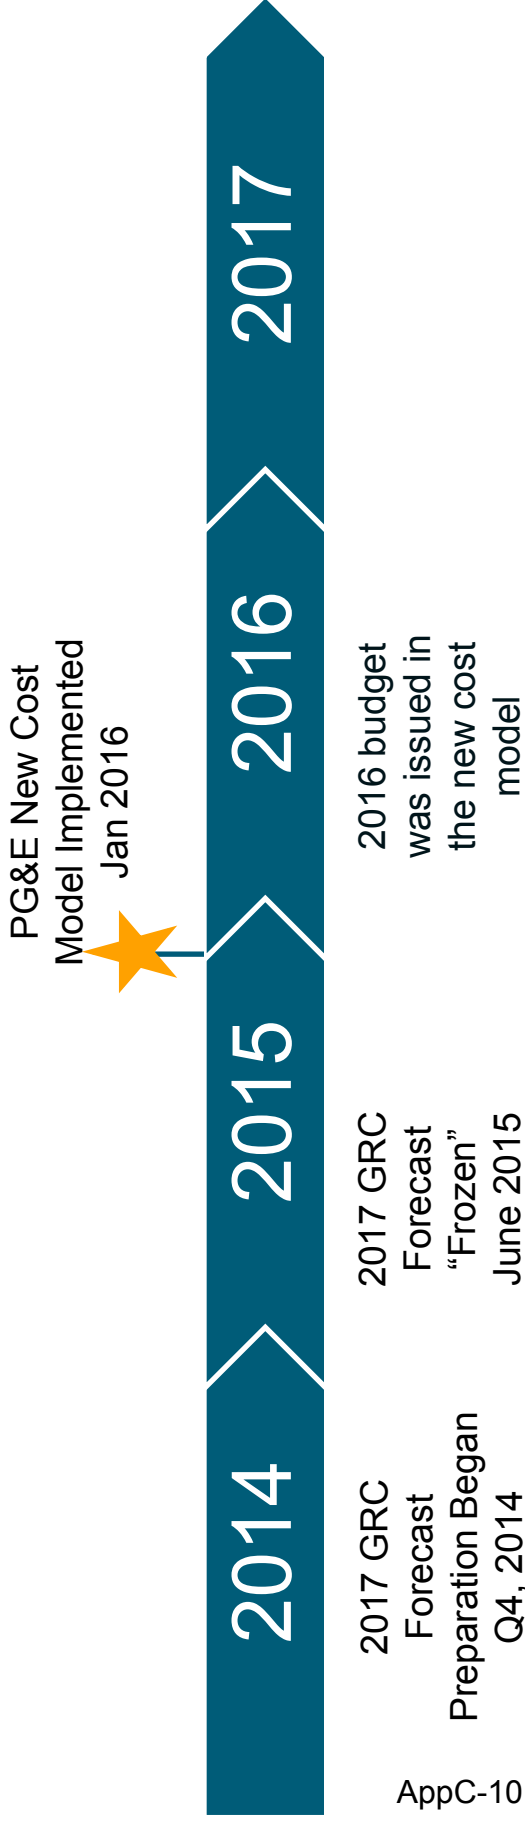 PG&E New Cost
Model Implemented
Jan 2016
2014
2015
2016
2017
2017 GRC
Forecast
Preparation Began
Q4, 2014
2017 GRC
Forecast
“Frozen”
June 2015
2016 budget
was issued in
the new cost
model
AppC-10